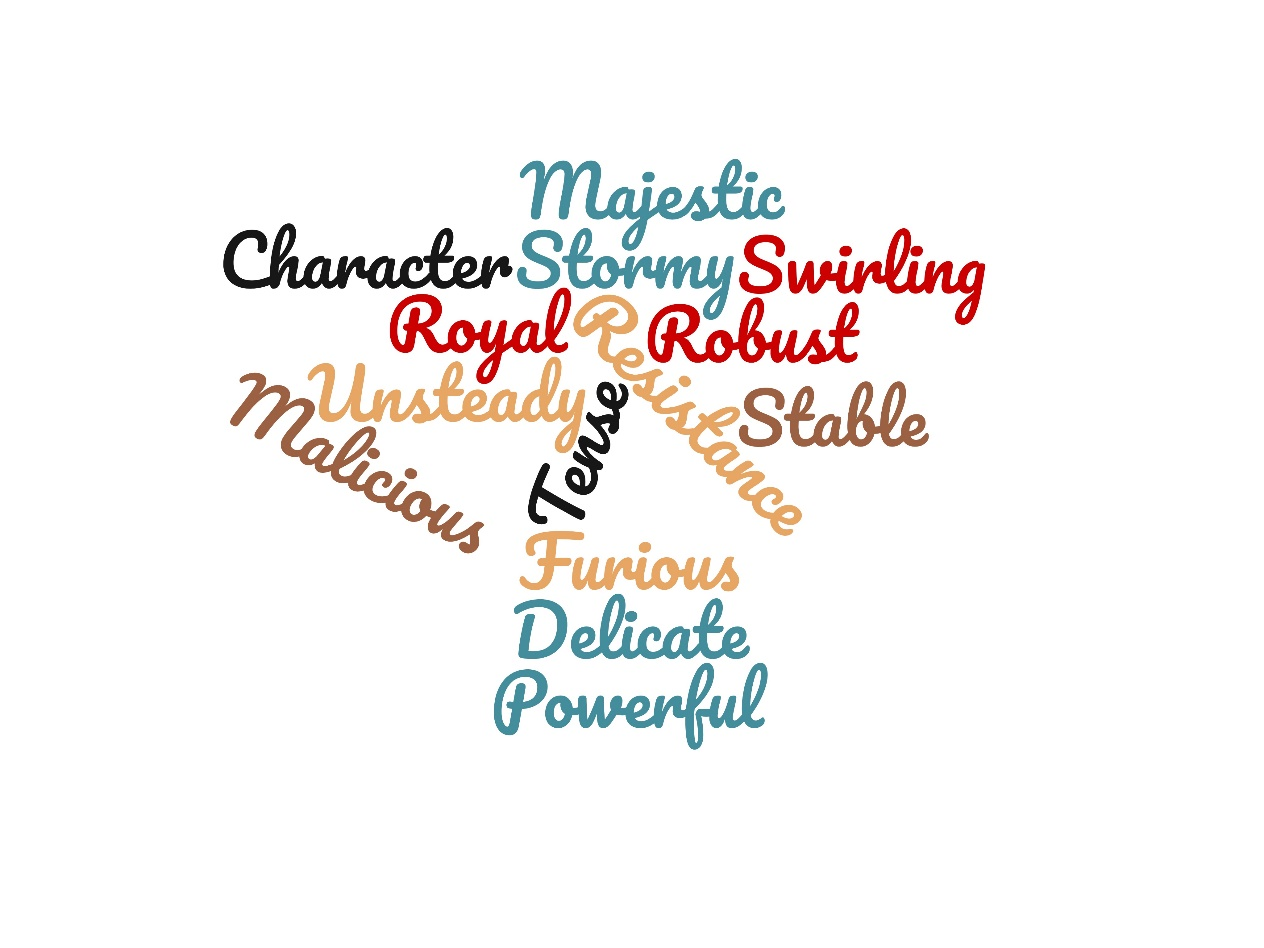 Majestic
Character Stormy Swirling
Royal Resistance Robust
Unsteady
Malicious
Tense
Stable
Furious
Delicate
Powerful